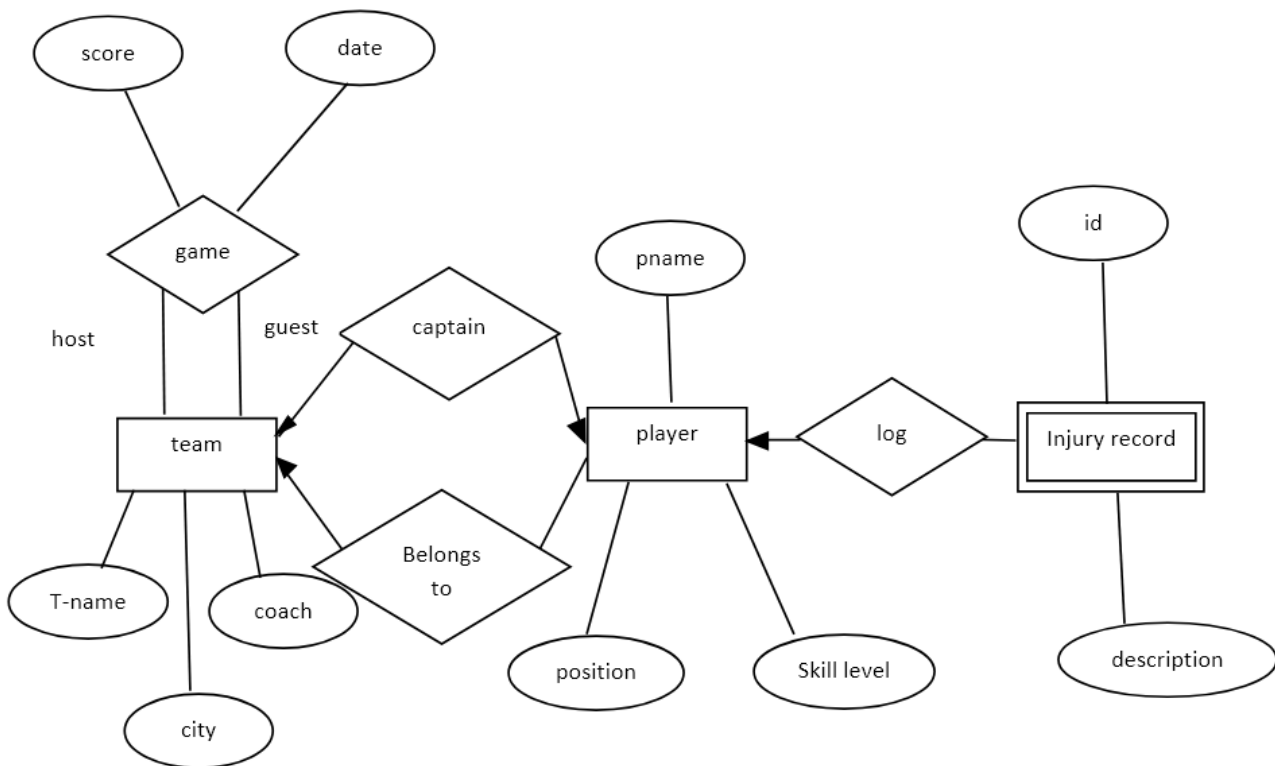 score
date
game
host
guest
captain
pname
id
team
player
log
Injury record
T-name
coach
Belongs
to
city
position
Skill level
description